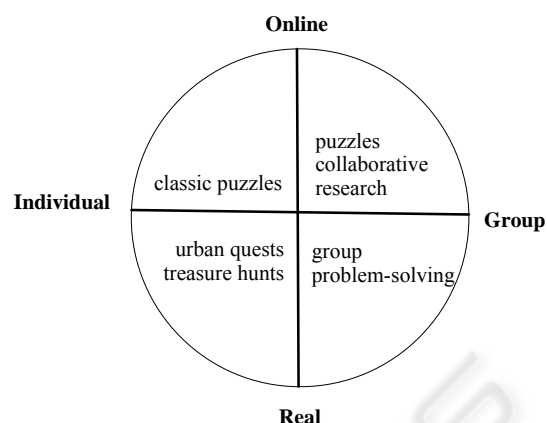 Online
puzzles
collaborative
research
classic puzzles
Individual
Group
urban quests
treasure hunts
group
problem-solving
Real